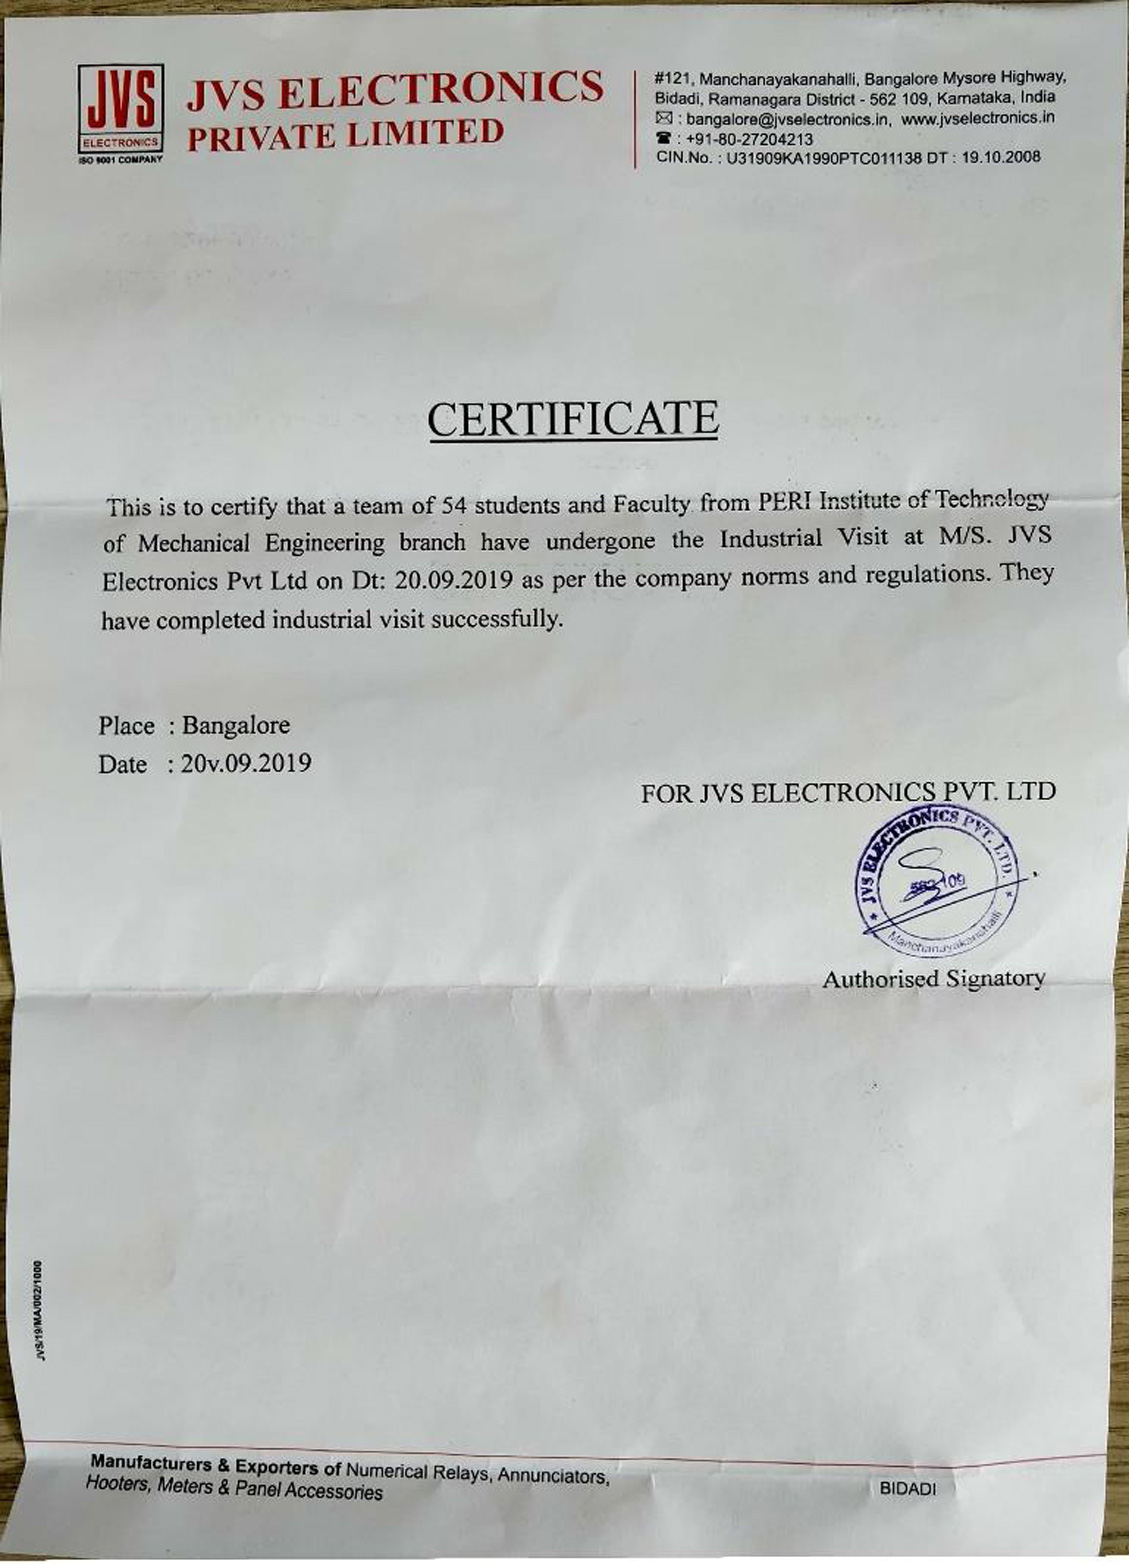 JVS
ELECTRONICS
ISO 9001 COMPANY
JVS ELECTRONICS
PRIVATE LIMITED
#121, Manchanayakanahalli, Bangalore Mysore Highway,
Bidadi, Ramanagara District - 562 109, Karnataka, India
✉ : bangalore@jvselectronics.in, www.jvselectronics.in
☎ : +91-80-27204213
CIN.No. : U31909KA1990PTC011138 DT : 19.10.2008
CERTIFICATE
This is to certify that a team of 54 students and Faculty from PERI Institute of Technology
of Mechanical Engineering branch have undergone the Industrial Visit at M/S. JVS
Electronics Pvt Ltd on Dt: 20.09.2019 as per the company norms and regulations. They
have completed industrial visit successfully.
Place : Bangalore
Date : 20v.09.2019
FOR JVS ELECTRONICS PVT. LTD
JVS ELECTRONICS PVT. LTD.
562 109
Manchanayakanahalli
Authorised Signatory
JVS/19/MA/002/1000
Manufacturers & Exporters of Numerical Relays, Annunciators,
Hooters, Meters & Panel Accessories
BIDADI